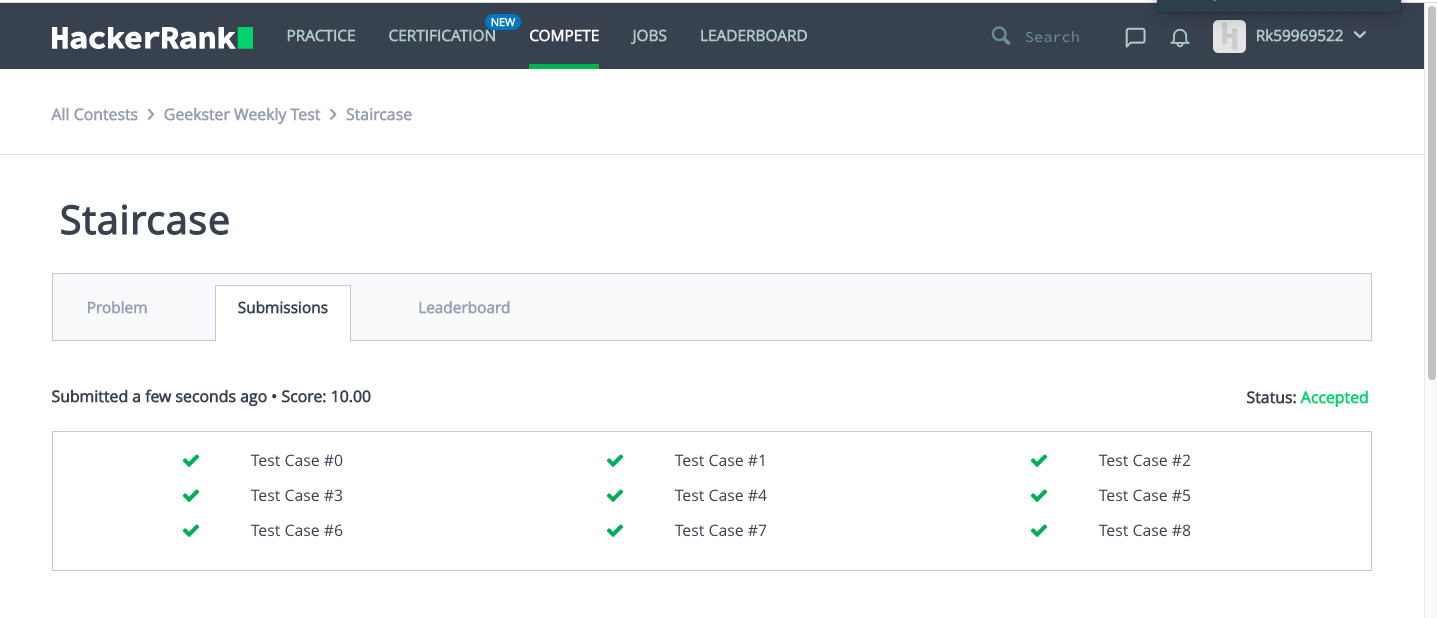 NEW
HackerRank PRACTICE CERTIFICATION COMPETE JOBS LEADERBOARD Search Rk59969522
All Contests > Geekster Weekly Test > Staircase
Staircase
Problem Submissions Leaderboard
Submitted a few seconds ago • Score: 10.00 Status: Accepted
Test Case #0 Test Case #1 Test Case #2
Test Case #3 Test Case #4 Test Case #5
Test Case #6 Test Case #7 Test Case #8